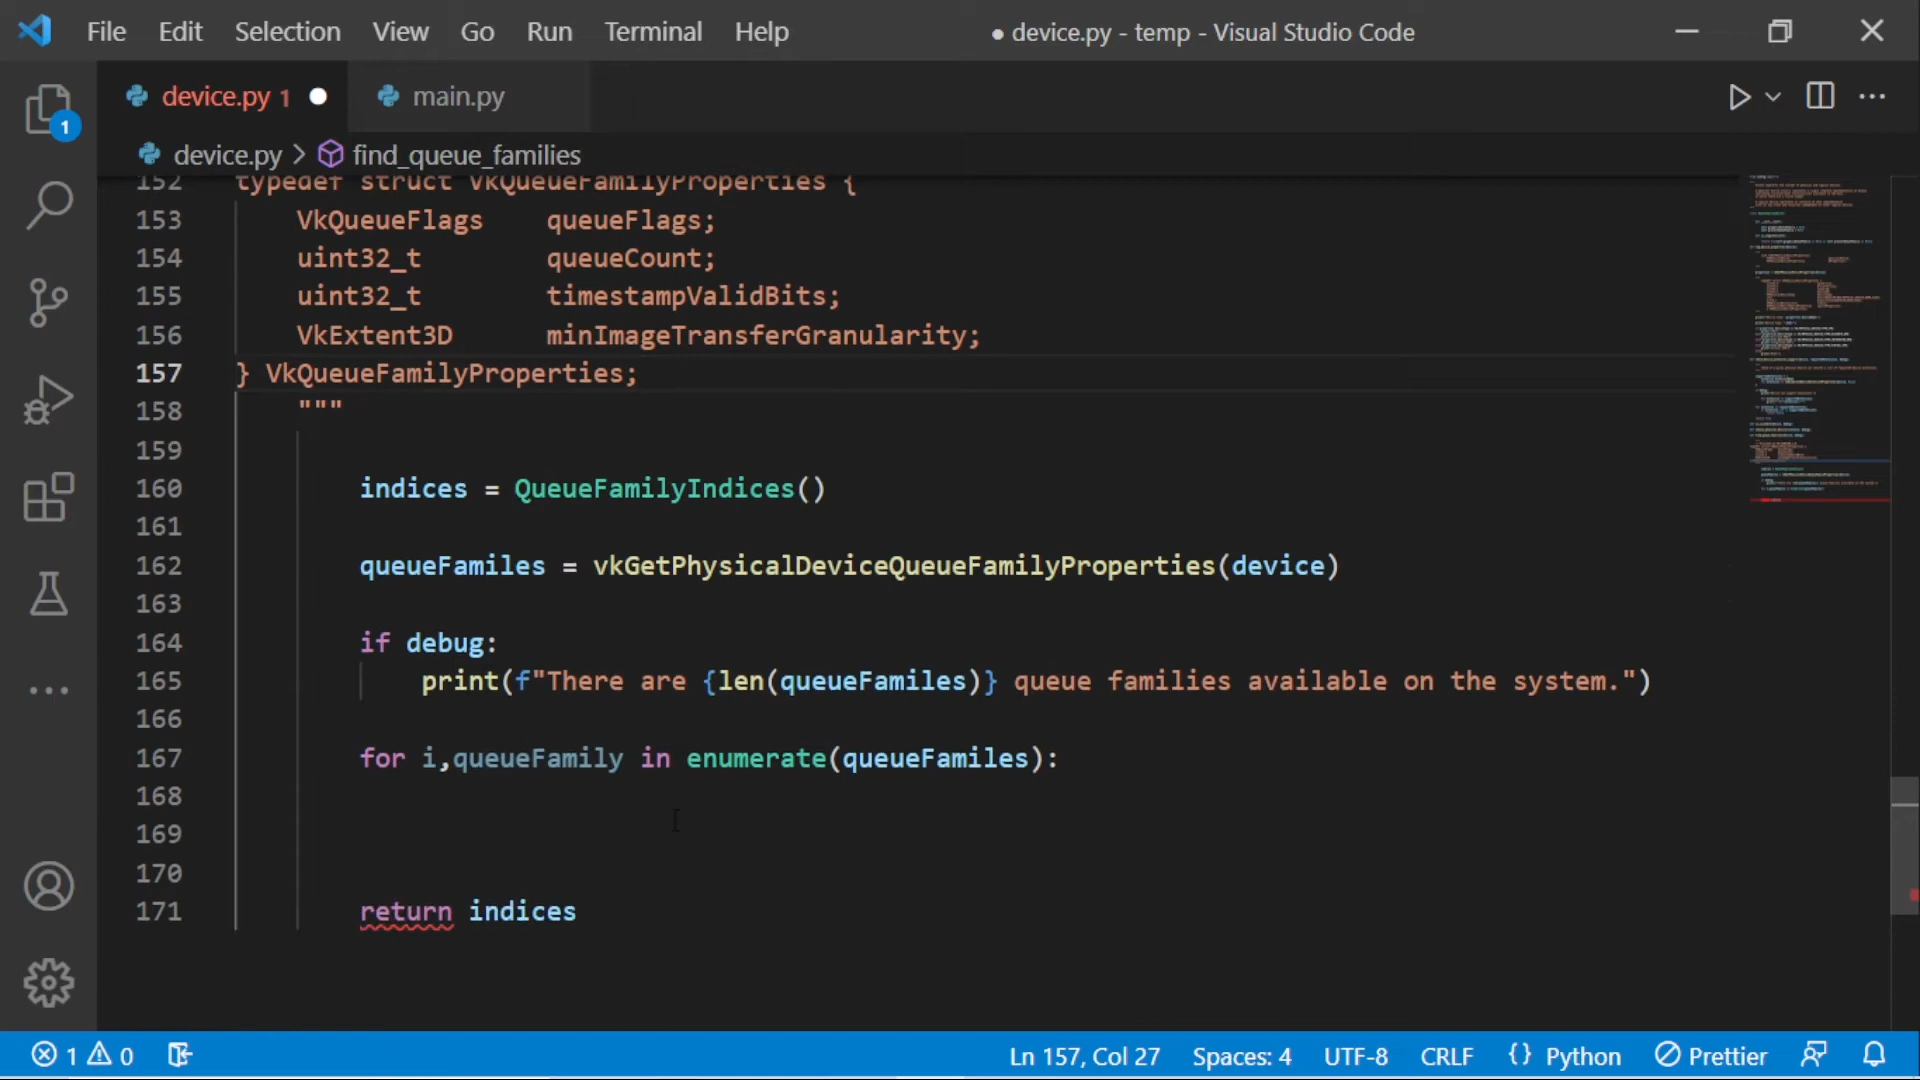 File Edit Selection View Go Run Terminal Help ● device.py - temp - Visual Studio Code
device.py 1 ● main.py
device.py > find_queue_families
1
152 typedef struct VkQueueFamilyProperties {
153 VkQueueFlags queueFlags;
154 uint32_t queueCount;
155 uint32_t timestampValidBits;
156 VkExtent3D minImageTransferGranularity;
157 } VkQueueFamilyProperties;
158 """
159
160 indices = QueueFamilyIndices()
161
162 queueFamiles = vkGetPhysicalDeviceQueueFamilyProperties(device)
163
164 if debug:
165 print(f"There are {len(queueFamiles)} queue families available on the system.")
166
167 for i,queueFamily in enumerate(queueFamiles):
168
169
170
171 return indices
1 0 Ln 157, Col 27 Spaces: 4 UTF-8 CRLF {} Python Prettier